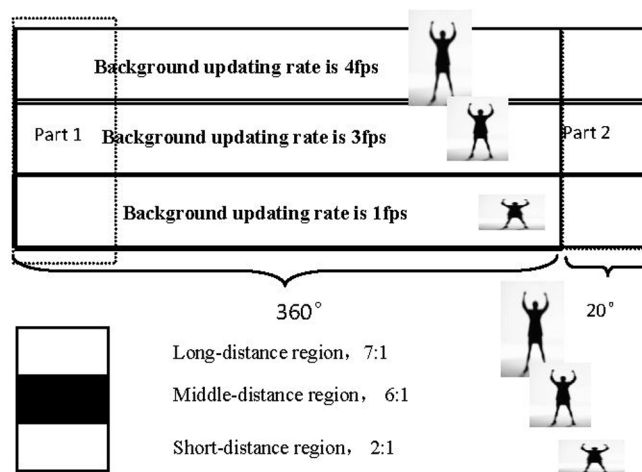 Background updating rate is 4fps
Part 1
Background updating rate is 3fps
Part 2
Background updating rate is 1fps
360°
20°
Long-distance region， 7:1
Middle-distance region， 6:1
Short-distance region， 2:1